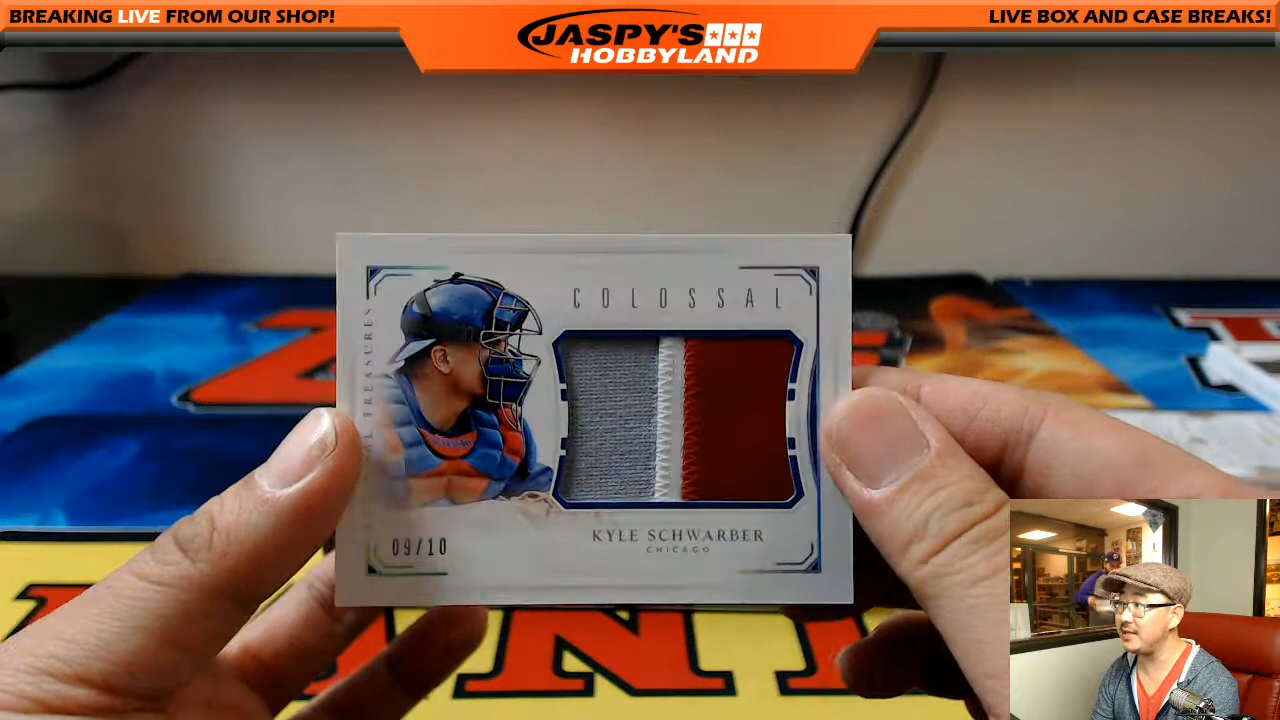 BREAKING LIVE FROM OUR SHOP!
JASPY'S
HOBBYLAND
LIVE BOX AND CASE BREAKS!
COLOSSAL
TREASURES
KYLE SCHWARBER
CHICAGO
09/10